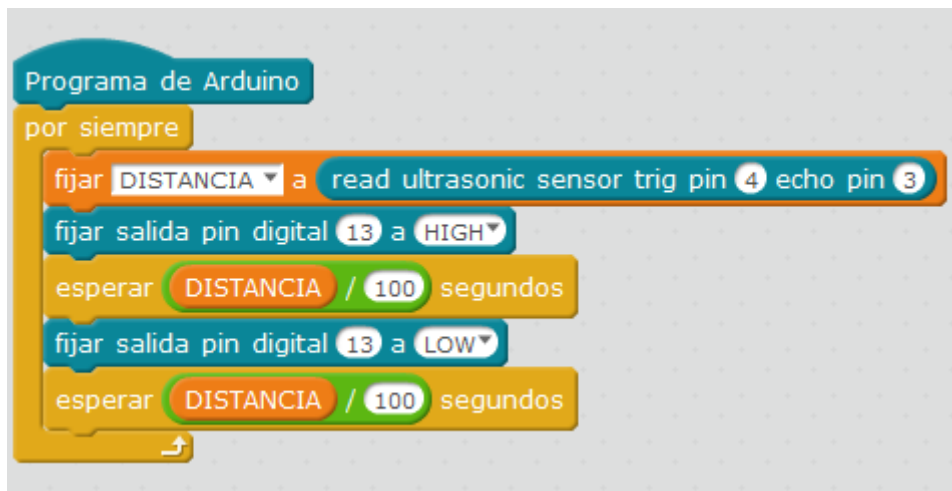 Programa de Arduino
por siempre
fijar DISTANCIA a read ultrasonic sensor trig pin 4 echo pin 3
fijar salida pin digital 13 a HIGH
esperar DISTANCIA / 100 segundos
fijar salida pin digital 13 a LOW
esperar DISTANCIA / 100 segundos